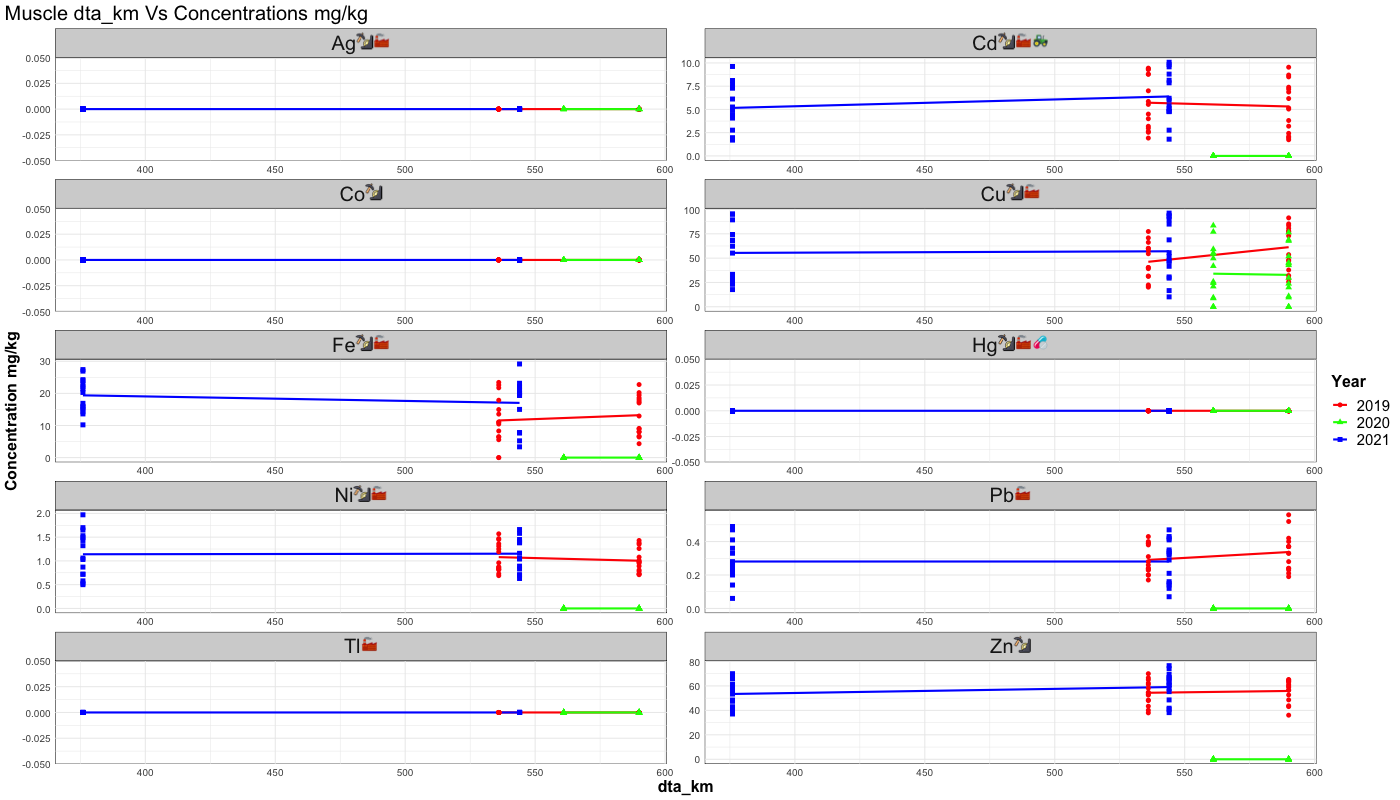 Muscle dta_km Vs Concentrations mg/kg
Ag
0.050
0.025
0.000
-0.025
-0.050
400 450 500 550 600
Cd
10.0
7.5
5.0
2.5
0.0
400 450 500 550 600
Co
0.050
0.025
0.000
-0.025
-0.050
400 450 500 550 600
Cu
100
75
50
25
0
400 450 500 550 600
Fe
30
20
10
0
400 450 500 550 600
Hg
0.050
0.025
0.000
-0.025
-0.050
400 450 500 550 600
Ni
2.0
1.5
1.0
0.5
0.0
400 450 500 550 600
Pb
0.4
0.2
0.0
400 450 500 550 600
Tl
0.050
0.025
0.000
-0.025
-0.050
400 450 500 550 600
Zn
80
60
40
20
0
400 450 500 550 600
Concentration mg/kg
dta_km
Year
2019
2020
2021